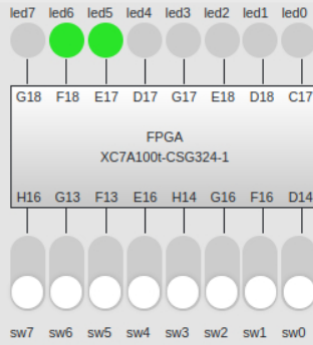 led7 led6 led5 led4 led3 led2 led1 led0
G18 F18 E17 D17 G17 E18 D18 C17
FPGA
XC7A100t-CSG324-1
H16 G13 F13 E16 H14 G16 F16 D14
sw7 sw6 sw5 sw4 sw3 sw2 sw1 sw0